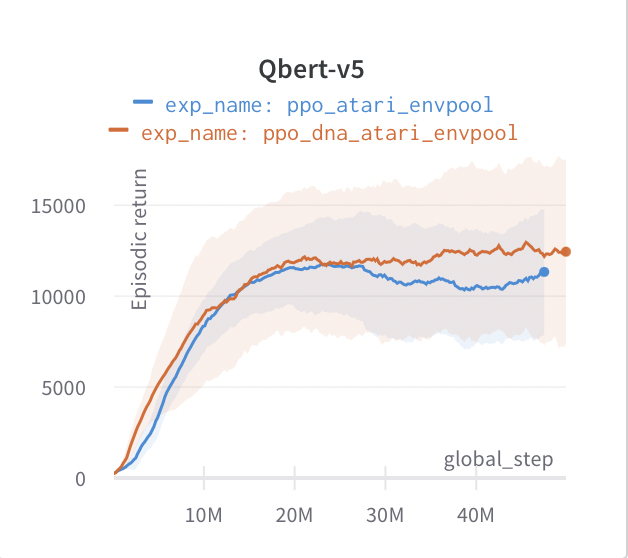 Qbert-v5
exp_name: ppo_atari_envpool
exp_name: ppo_dna_atari_envpool
Episodic return
15000
10000
5000
0
global_step
10M 20M 30M 40M